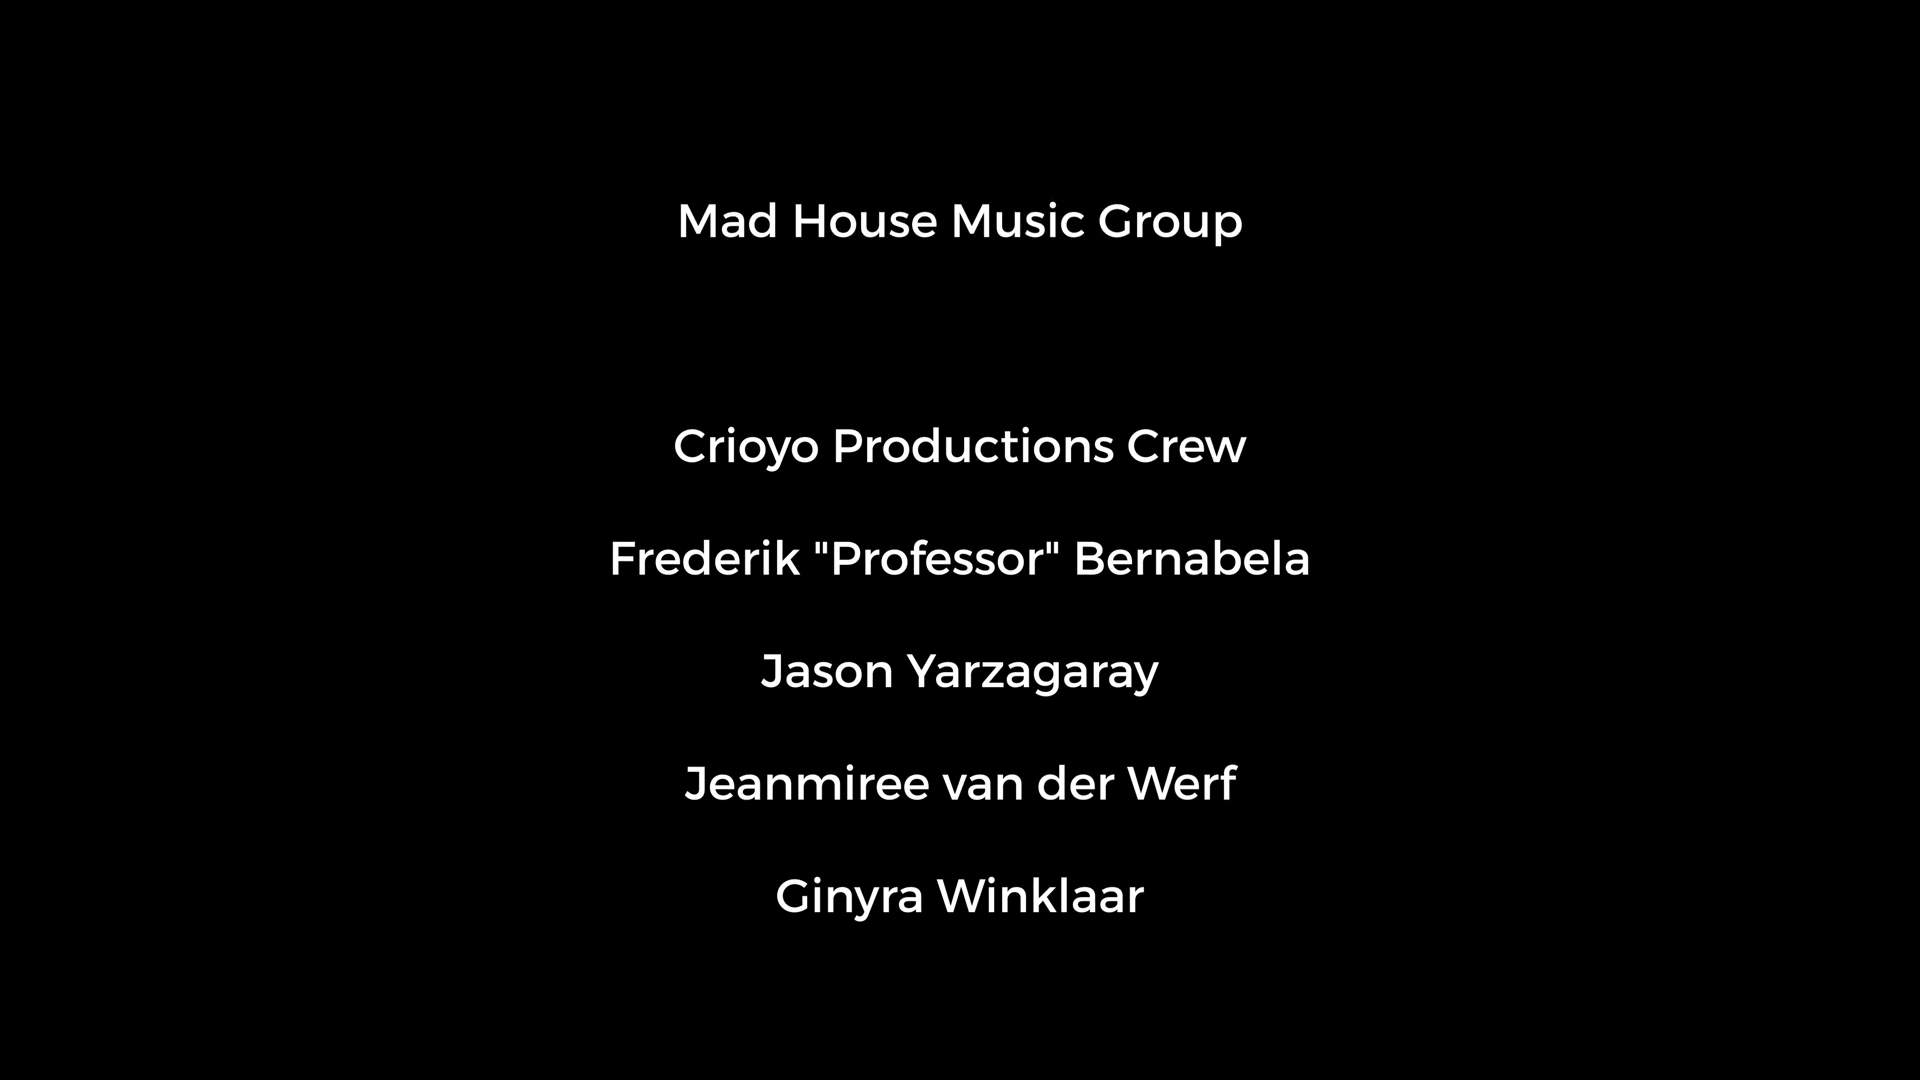 Mad House Music Group
Crioyo Productions Crew
Frederik "Professor" Bernabela
Jason Yarzagaray
Jeanmiree van der Werf
Ginyra Winklaar